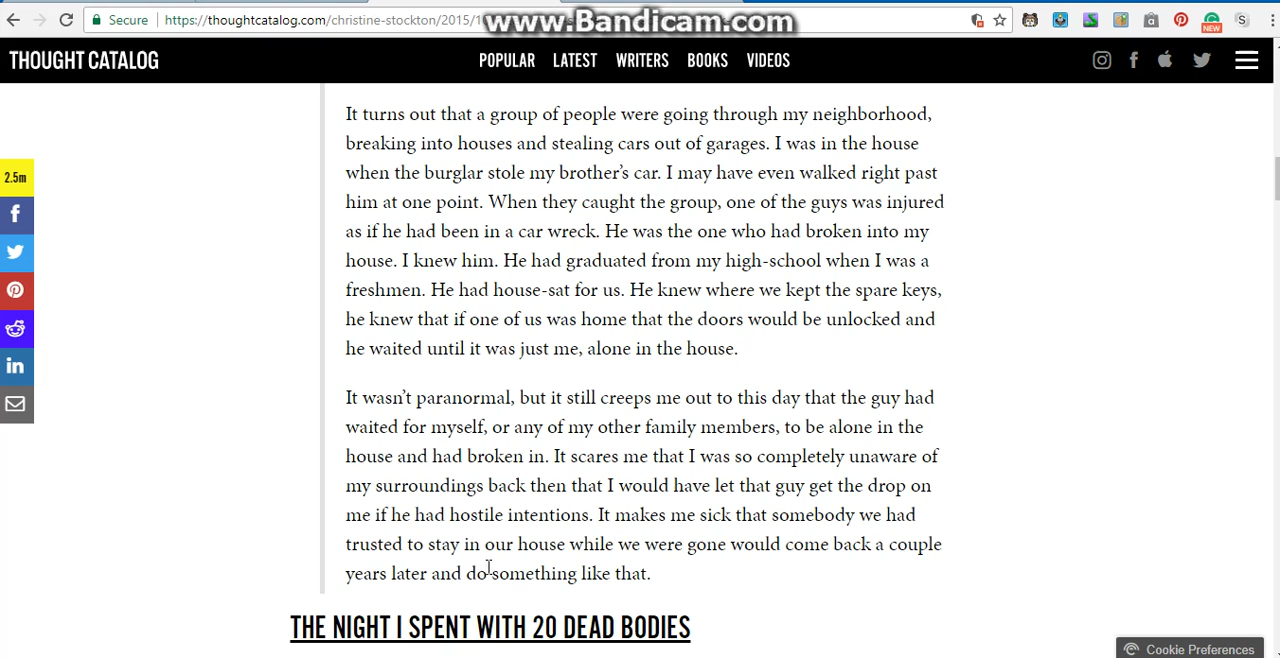 Secure
https://thoughtcatalog.com/christine-stockton/2015/1
www.Bandicam.com
NEW
THOUGHT CATALOG
POPULAR LATEST WRITERS BOOKS VIDEOS
It turns out that a group of people were going through my neighborhood,
breaking into houses and stealing cars out of garages. I was in the house
when the burglar stole my brother’s car. I may have even walked right past
him at one point. When they caught the group, one of the guys was injured
as if he had been in a car wreck. He was the one who had broken into my
house. I knew him. He had graduated from my high-school when I was a
freshmen. He had house-sat for us. He knew where we kept the spare keys,
he knew that if one of us was home that the doors would be unlocked and
he waited until it was just me, alone in the house.
It wasn’t paranormal, but it still creeps me out to this day that the guy had
waited for myself, or any of my other family members, to be alone in the
house and had broken in. It scares me that I was so completely unaware of
my surroundings back then that I would have let that guy get the drop on
me if he had hostile intentions. It makes me sick that somebody we had
trusted to stay in our house while we were gone would come back a couple
years later and do something like that.
THE NIGHT I SPENT WITH 20 DEAD BODIES
2.5m
Cookie Preferences